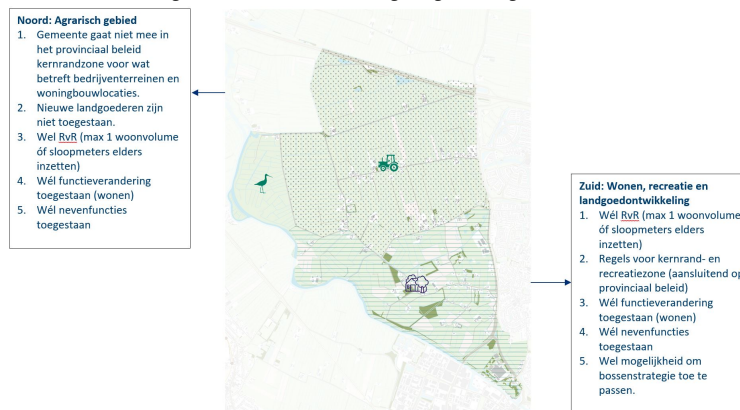 Noord: Agrarisch gebied
1. Gemeente gaat niet mee in
het provinciaal beleid
kernrandzone voor wat
betreft bedrijventerreinen en
woningbouwlocaties.
2. Nieuwe landgoederen zijn
niet toegestaan.
3. Wel RvR (max 1 woonvolume
óf sloopmeters elders
inzetten)
4. Wél functieverandering
toegestaan (wonen)
5. Wél nevenfuncties
toegestaan
Zuid: Wonen, recreatie en
landgoedontwikkeling
1. Wél RvR (max 1 woonvolume
óf sloopmeters elders
inzetten)
2. Regels voor kernrand- en
recreatiezone (aansluitend op
provinciaal beleid)
3. Wél functieverandering
toegestaan (wonen)
4. Wél nevenfuncties
toegestaan
5. Wel mogelijkheid om
bossenstrategie toe te
passen.